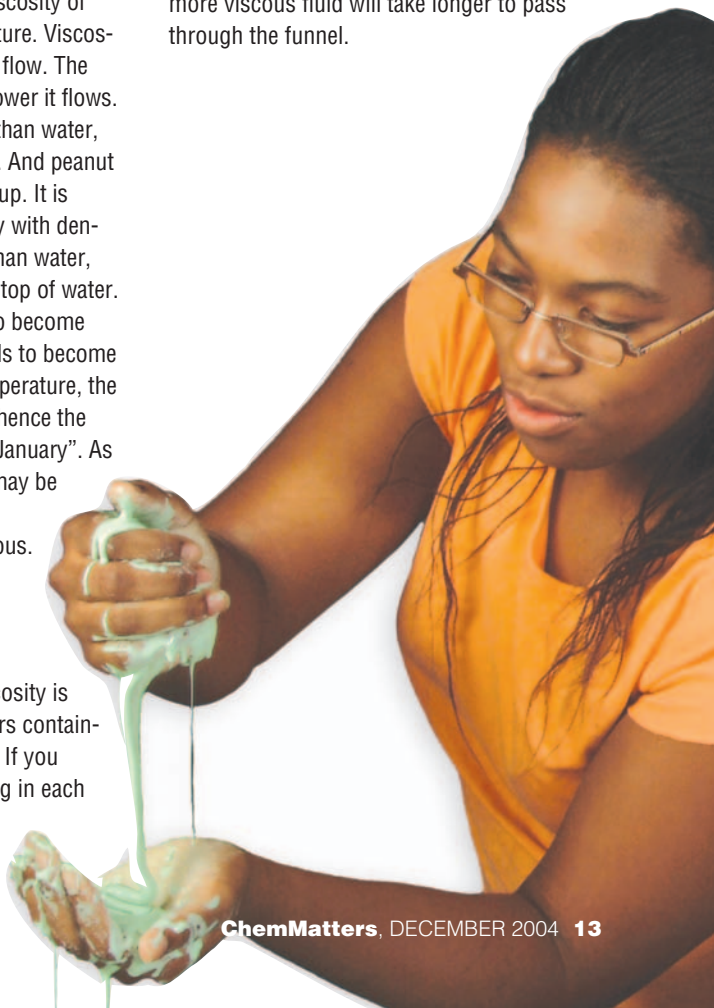 scosity of
ture. Viscos-
flow. The
ower it flows.
than water,
. And peanut
up. It is
y with den-
han water,
top of water.
o become
ls to become
perature, the
hence the
January”. As
may be
ous.
cosity is
rs contain-
If you
g in each
more viscous fluid will take longer to pass
through the funnel.
ChemMatters, DECEMBER 2004 13